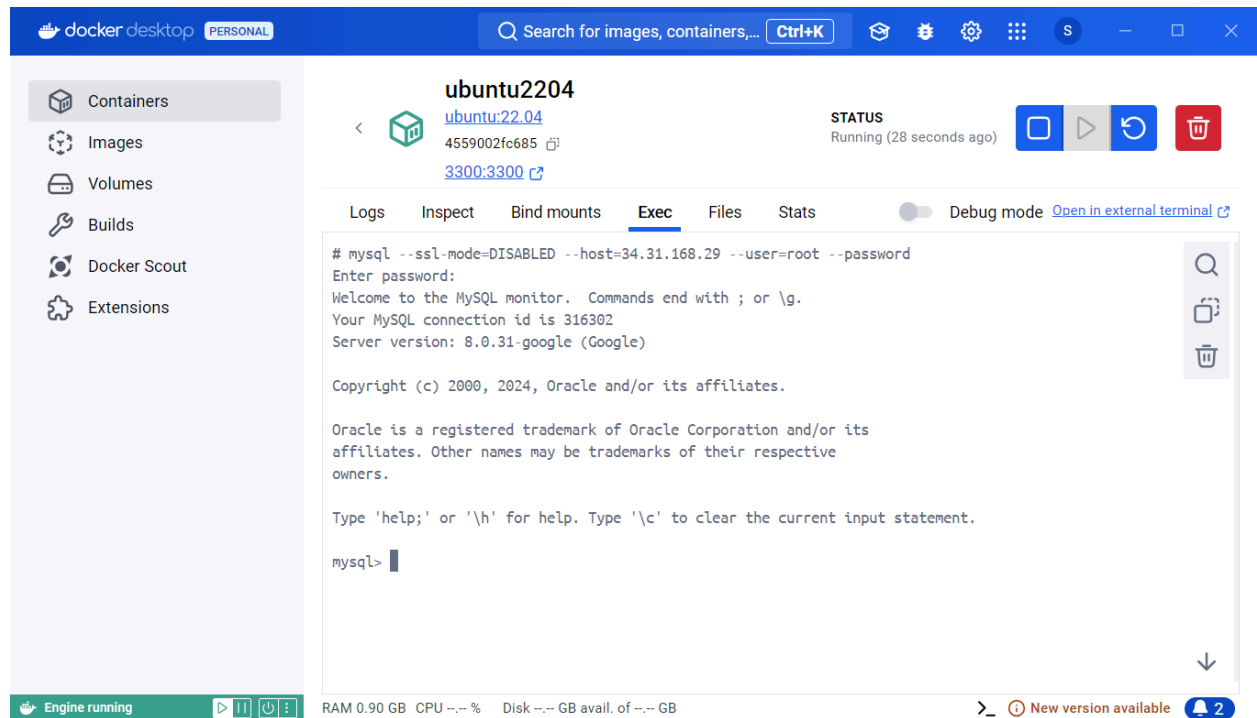 docker desktop PERSONAL
Search for images, containers,... Ctrl+K
S
Containers
Images
Volumes
Builds
Docker Scout
Extensions
ubuntu2204
ubuntu:22.04
4559002fc685
3300:3300
STATUS
Running (28 seconds ago)
Logs Inspect Bind mounts Exec Files Stats Debug mode Open in external terminal
# mysql --ssl-mode=DISABLED --host=34.31.168.29 --user=root --password
Enter password:
Welcome to the MySQL monitor.  Commands end with ; or \g.
Your MySQL connection id is 316302
Server version: 8.0.31-google (Google)
Copyright (c) 2000, 2024, Oracle and/or its affiliates.
Oracle is a registered trademark of Oracle Corporation and/or its
affiliates. Other names may be trademarks of their respective
owners.
Type 'help;' or '\h' for help. Type '\c' to clear the current input statement.
mysql>
Engine running
RAM 0.90 GB CPU --.-- % Disk --.-- GB avail. of --.-- GB
New version available 2